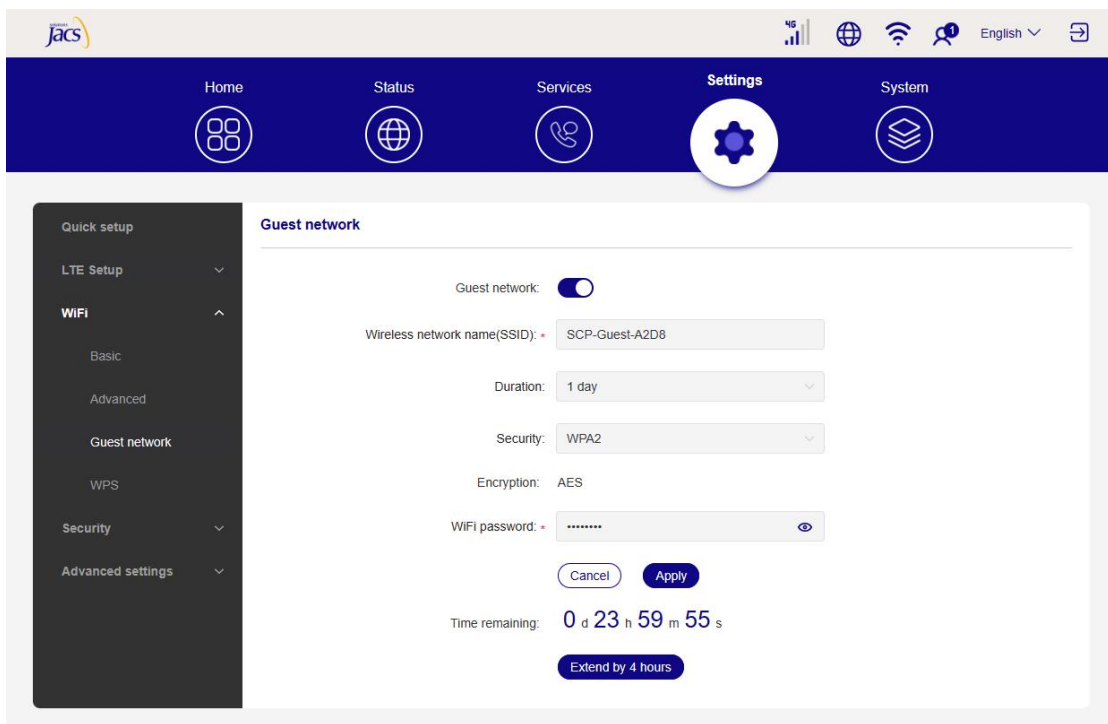 jacs
4G
1
English
Home
Status
Services
Settings
System
Quick setup
LTE Setup
WiFi
Basic
Advanced
Guest network
WPS
Security
Advanced settings
Guest network
Guest network:
Wireless network name(SSID): * SCP-Guest-A2D8
Duration: 1 day
Security: WPA2
Encryption: AES
WiFi password: * ••••••••
Cancel Apply
Time remaining: 0 d 23 h 59 m 55 s
Extend by 4 hours